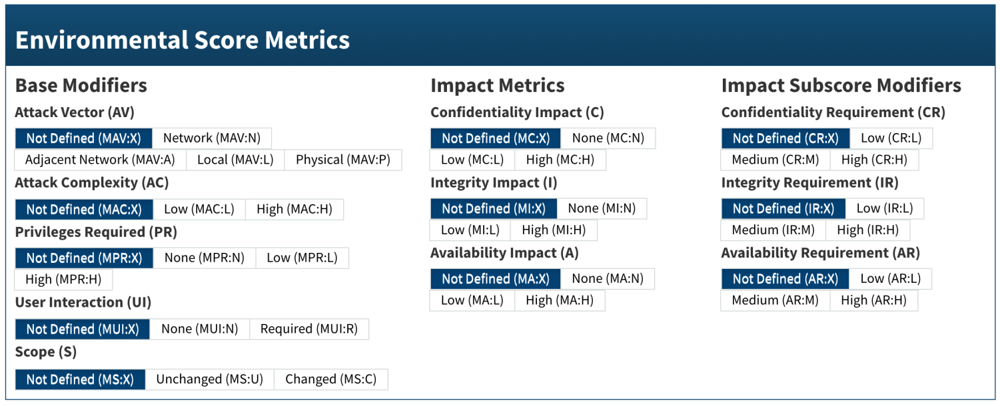 Environmental Score Metrics
Base Modifiers
Attack Vector (AV)
Not Defined (MAV:X) Network (MAV:N)
Adjacent Network (MAV:A) Local (MAV:L) Physical (MAV:P)
Attack Complexity (AC)
Not Defined (MAC:X) Low (MAC:L) High (MAC:H)
Privileges Required (PR)
Not Defined (MPR:X) None (MPR:N) Low (MPR:L)
High (MPR:H)
User Interaction (UI)
Not Defined (MUI:X) None (MUI:N) Required (MUI:R)
Scope (S)
Not Defined (MS:X) Unchanged (MS:U) Changed (MS:C)
Impact Metrics
Confidentiality Impact (C)
Not Defined (MC:X) None (MC:N)
Low (MC:L) High (MC:H)
Integrity Impact (I)
Not Defined (MI:X) None (MI:N)
Low (MI:L) High (MI:H)
Availability Impact (A)
Not Defined (MA:X) None (MA:N)
Low (MA:L) High (MA:H)
Impact Subscore Modifiers
Confidentiality Requirement (CR)
Not Defined (CR:X) Low (CR:L)
Medium (CR:M) High (CR:H)
Integrity Requirement (IR)
Not Defined (IR:X) Low (IR:L)
Medium (IR:M) High (IR:H)
Availability Requirement (AR)
Not Defined (AR:X) Low (AR:L)
Medium (AR:M) High (AR:H)